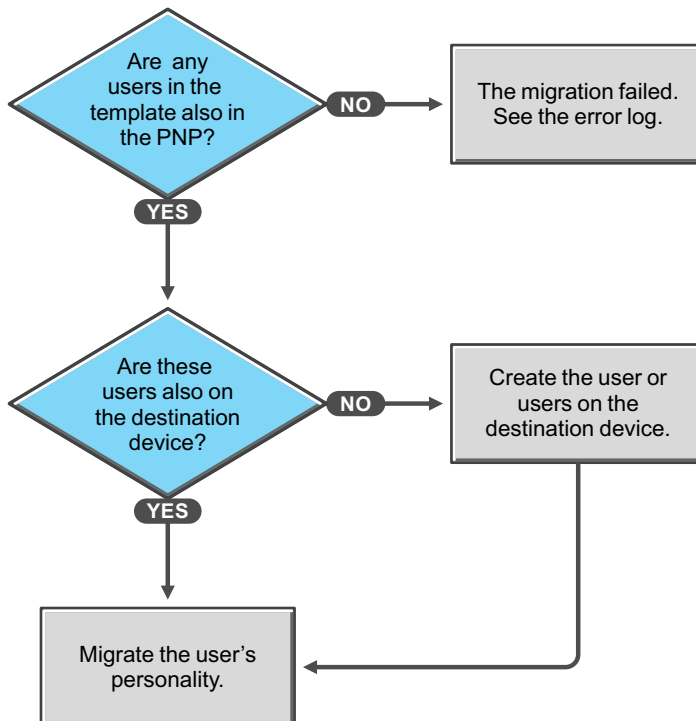 Are any
users in the
template also in
the PNP?
NO
The migration failed.
See the error log.
YES
Are these
users also on
the destination
device?
NO
Create the user or
users on the
destination device.
YES
Migrate the user's
personality.